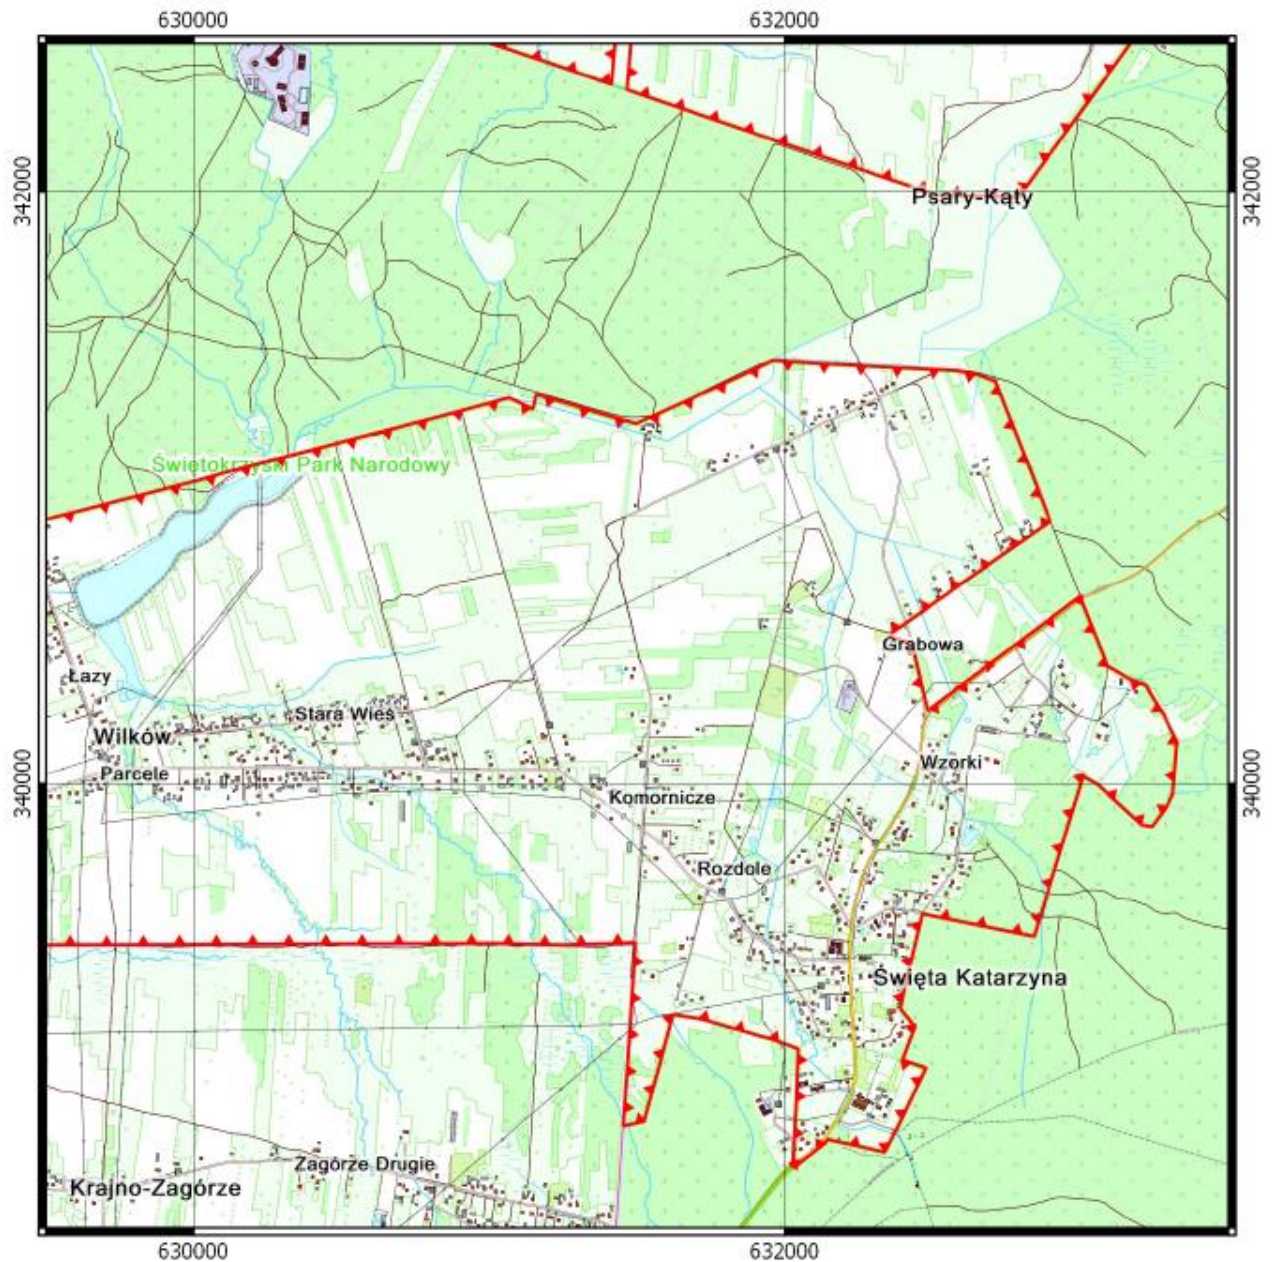 630000
632000
342000
342000
Psary-Kąty
Świętokrzyski Park Narodowy
Grabowa
Łazy
Stara Wieś
Wilków
Wzorki
Parcele
340000
340000
Komornicze
Rozdole
Święta Katarzyna
Zagórze Drugie
Krajno-Zagórze
630000
632000